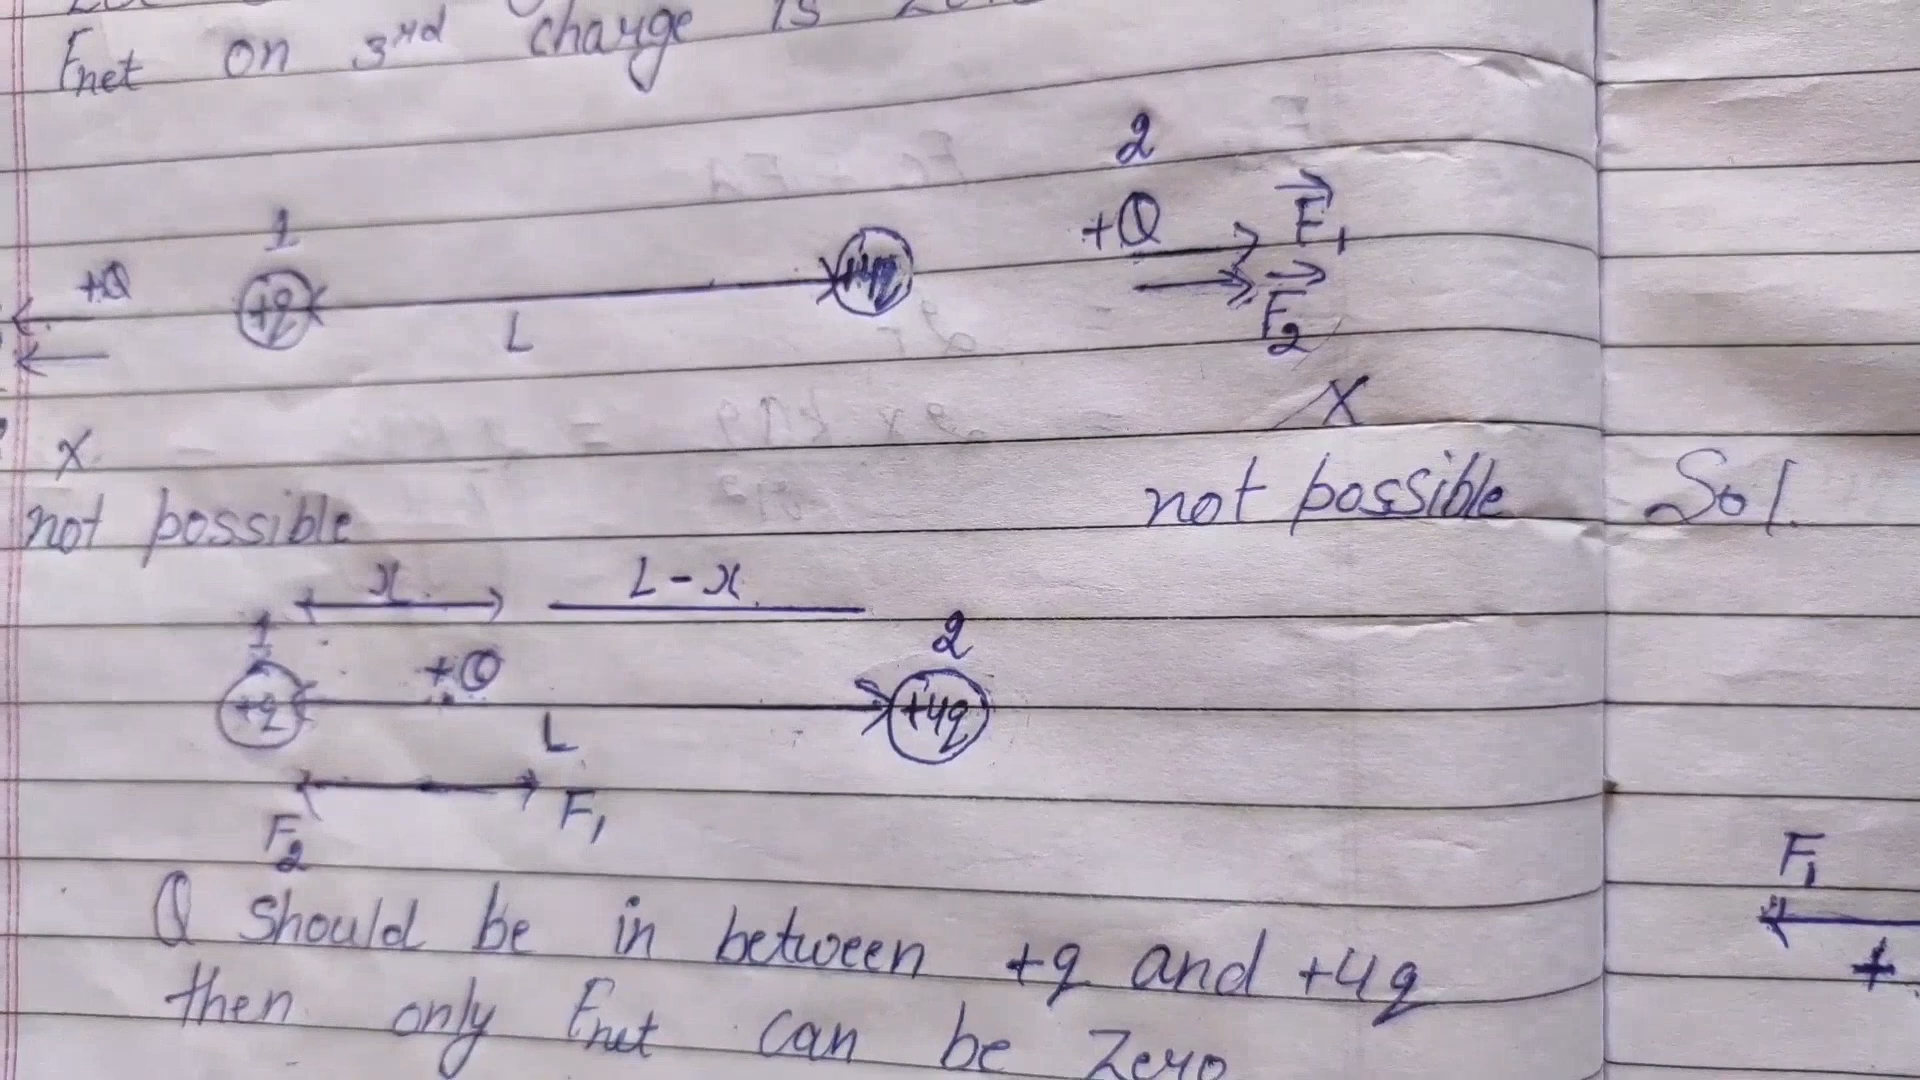 Fnet on 3rd charge is
2
+Q F1
1
+Q +q +4q
L F2
X
X
not possible
not possible Sol.
x L-x
1 2
+Q
+q +4q
L
F2 F1
F1
+
Q should be in between +q and +4q
then only Fnet can be zero